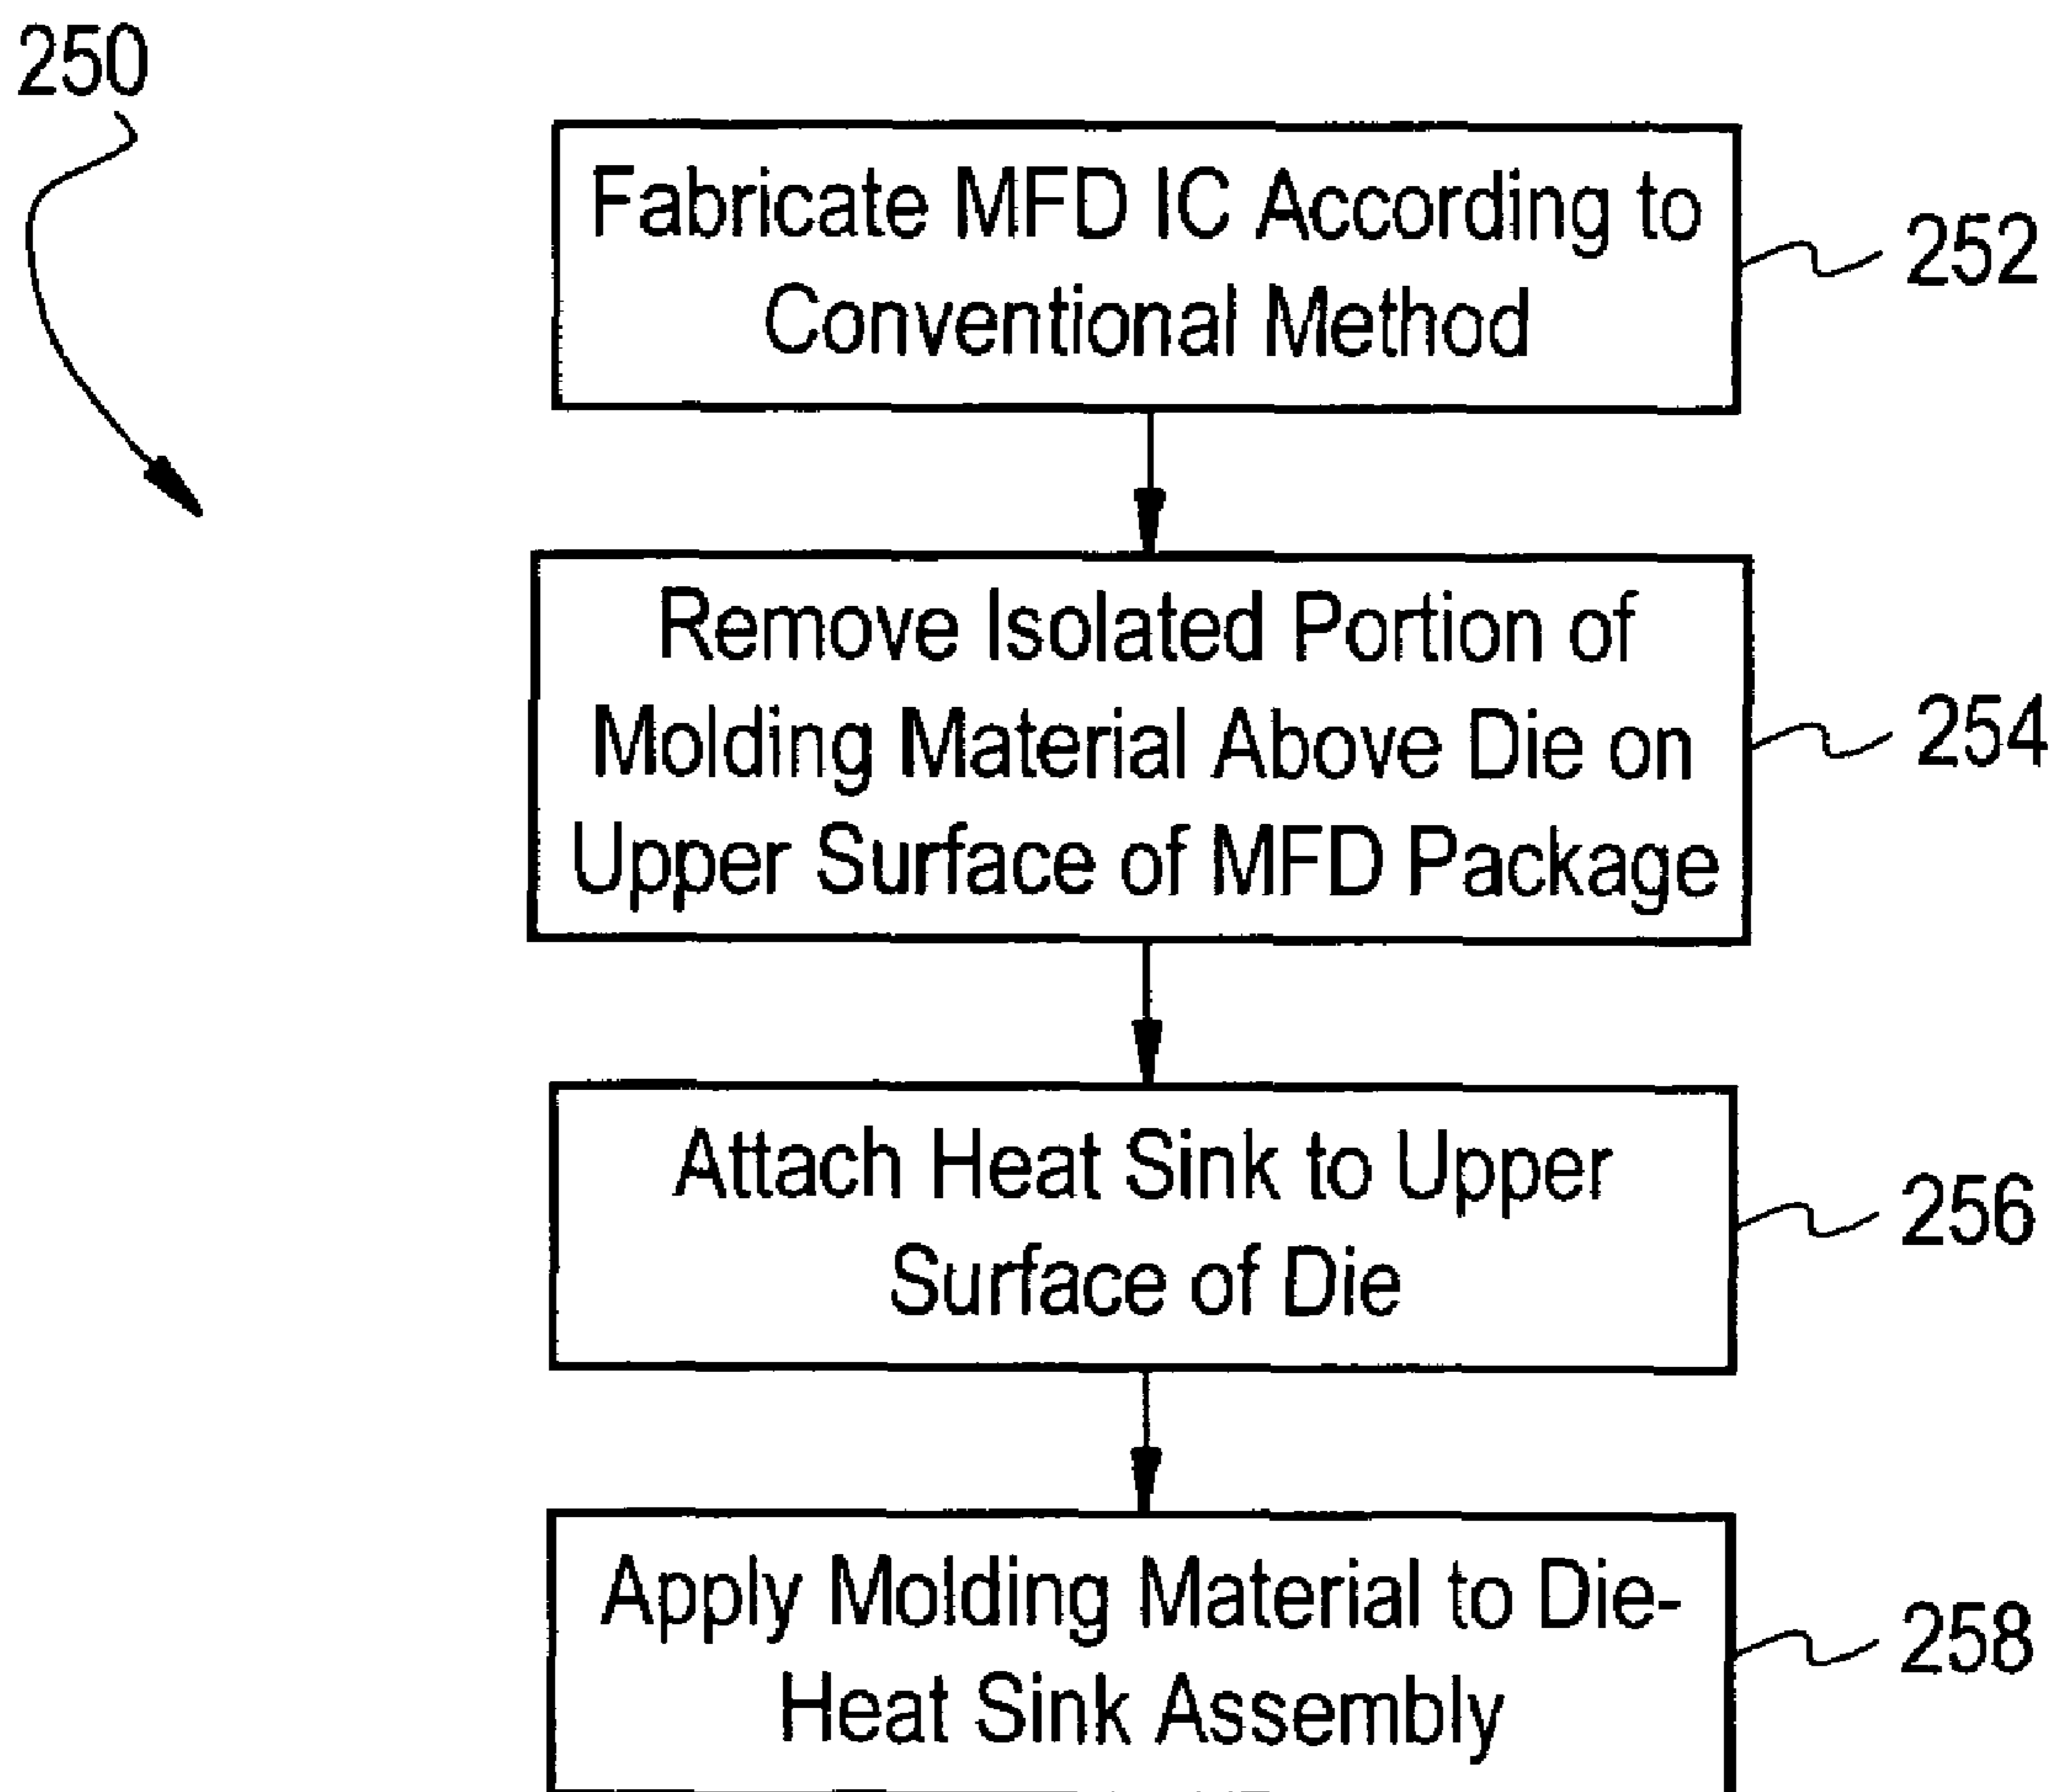 250
Fabricate MFD IC According to
Conventional Method
252
Remove Isolated Portion of
Molding Material Above Die on
Upper Surface of MFD Package
254
Attach Heat Sink to Upper
Surface of Die
256
Apply Molding Material to Die-
Heat Sink Assembly
258